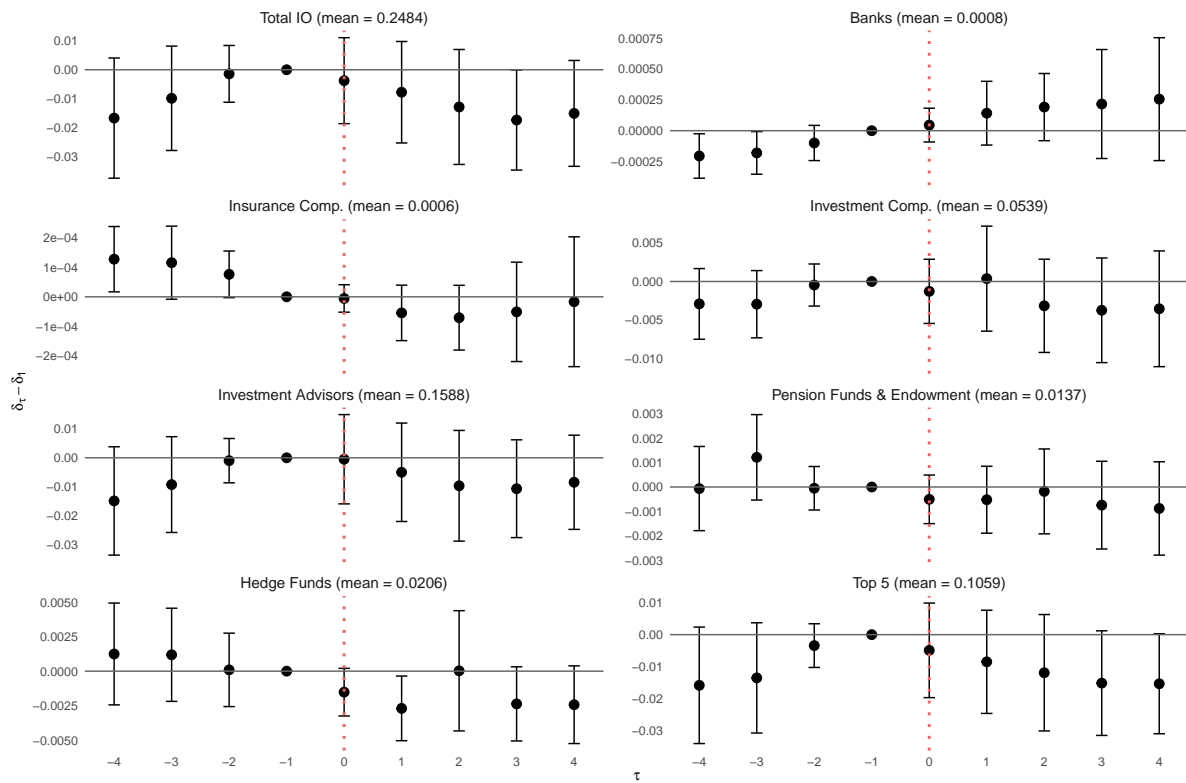 Total IO (mean = 0.2484)
0.01
0.00
−0.01
−0.02
−0.03
Banks (mean = 0.0008)
0.00075
0.00050
0.00025
0.00000
−0.00025
Insurance Comp. (mean = 0.0006)
2e−04
1e−04
0e+00
−1e−04
−2e−04
Investment Comp. (mean = 0.0539)
0.005
0.000
−0.005
−0.010
δτ − δ1
Investment Advisors (mean = 0.1588)
0.01
0.00
−0.01
−0.02
−0.03
Pension Funds & Endowment (mean = 0.0137)
0.003
0.002
0.001
0.000
−0.001
−0.002
−0.003
Hedge Funds (mean = 0.0206)
0.0050
0.0025
0.0000
−0.0025
−0.0050
−4 −3 −2 −1 0 1 2 3 4
Top 5 (mean = 0.1059)
0.01
0.00
−0.01
−0.02
−0.03
−4 −3 −2 −1 0 1 2 3 4
τ